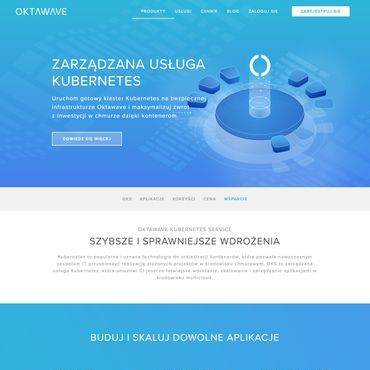 OKTAWAVE
PRODUKTY USŁUGI CENNIK BLOG ZALOGUJ SIĘ ZAREJESTRUJ SIĘ
ZARZĄDZANA USŁUGA
KUBERNETES
Uruchom gotowy klaster Kubernetes na bezpiecznej
infrastrukturze Oktawave i maksymalizuj zwrot
z inwestycji w chmurze dzięki kontenerom.
DOWIEDZ SIĘ WIĘCEJ
OKS APLIKACJE KORZYŚCI CENA WSPARCIE
OKTAWAVE KUBERNETES SERVICE
SZYBSZE I SPRAWNIEJSZE WDROŻENIA
Kubernetes to popularna i uznana technologia do orkiestracji kontenerów, która pozwala nowoczesnym
zespołom IT przyspieszyć realizację złożonych projektów w środowisku chmurowym. OKS to zarządzana
usługa Kubernetes, która umożliwi Ci jeszcze łatwiejsze wdrażanie, skalowanie i zarządzanie aplikacjami w
środowisku multicloud.
BUDUJ I SKALUJ DOWOLNE APLIKACJE